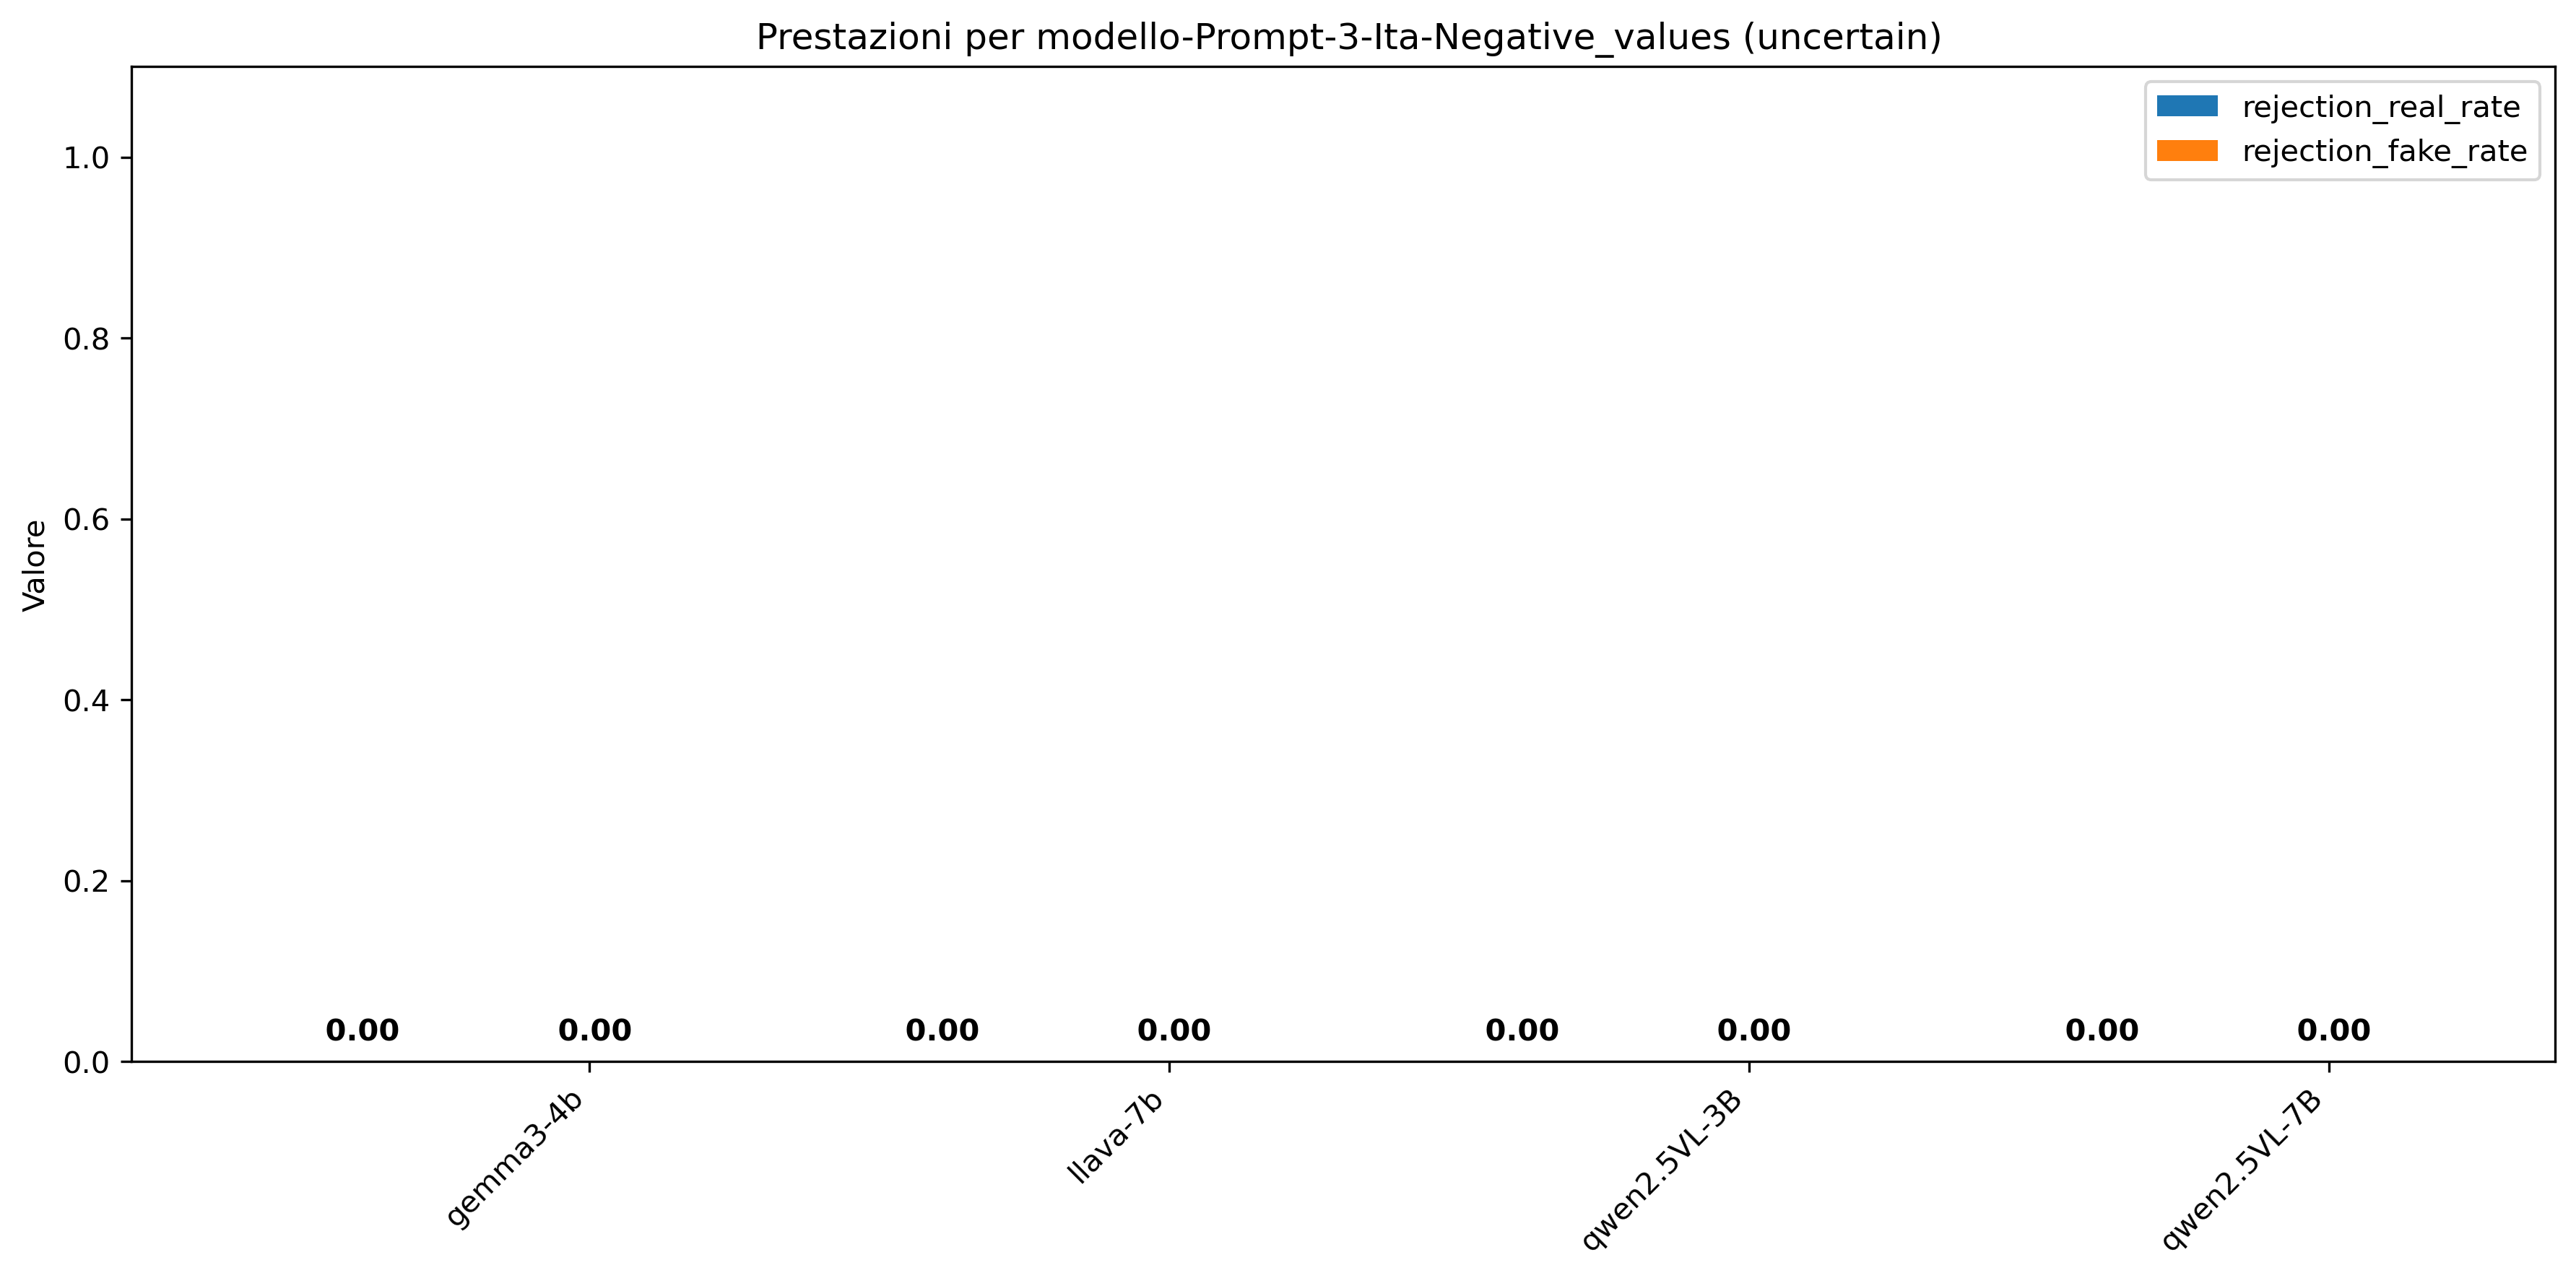 Prestazioni per modello-Prompt-3-Ita-Negative_values (uncertain)
rejection_real_rate
rejection_fake_rate
Valore
1.0
0.8
0.6
0.4
0.2
0.0
0.00 0.00 0.00 0.00 0.00 0.00 0.00 0.00
gemma3-4b llava-7b qwen2.5VL-3B qwen2.5VL-7B